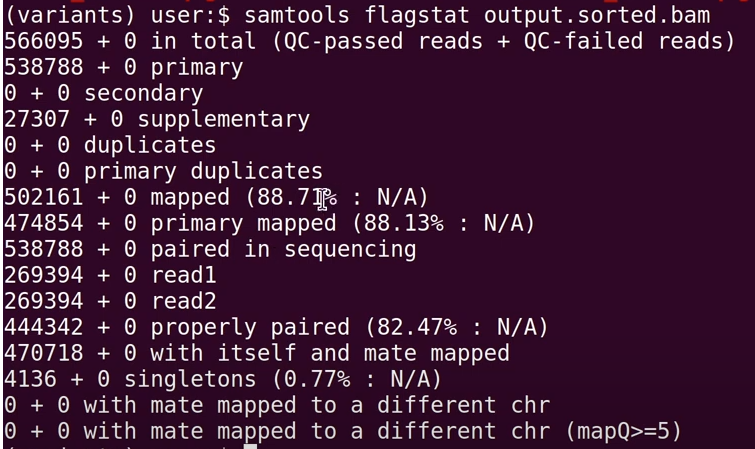 (variants) user:$ samtools flagstat output.sorted.bam
566095 + 0 in total (QC-passed reads + QC-failed reads)
538788 + 0 primary
0 + 0 secondary
27307 + 0 supplementary
0 + 0 duplicates
0 + 0 primary duplicates
502161 + 0 mapped (88.71% : N/A)
474854 + 0 primary mapped (88.13% : N/A)
538788 + 0 paired in sequencing
269394 + 0 read1
269394 + 0 read2
444342 + 0 properly paired (82.47% : N/A)
470718 + 0 with itself and mate mapped
4136 + 0 singletons (0.77% : N/A)
0 + 0 with mate mapped to a different chr
0 + 0 with mate mapped to a different chr (mapQ>=5)